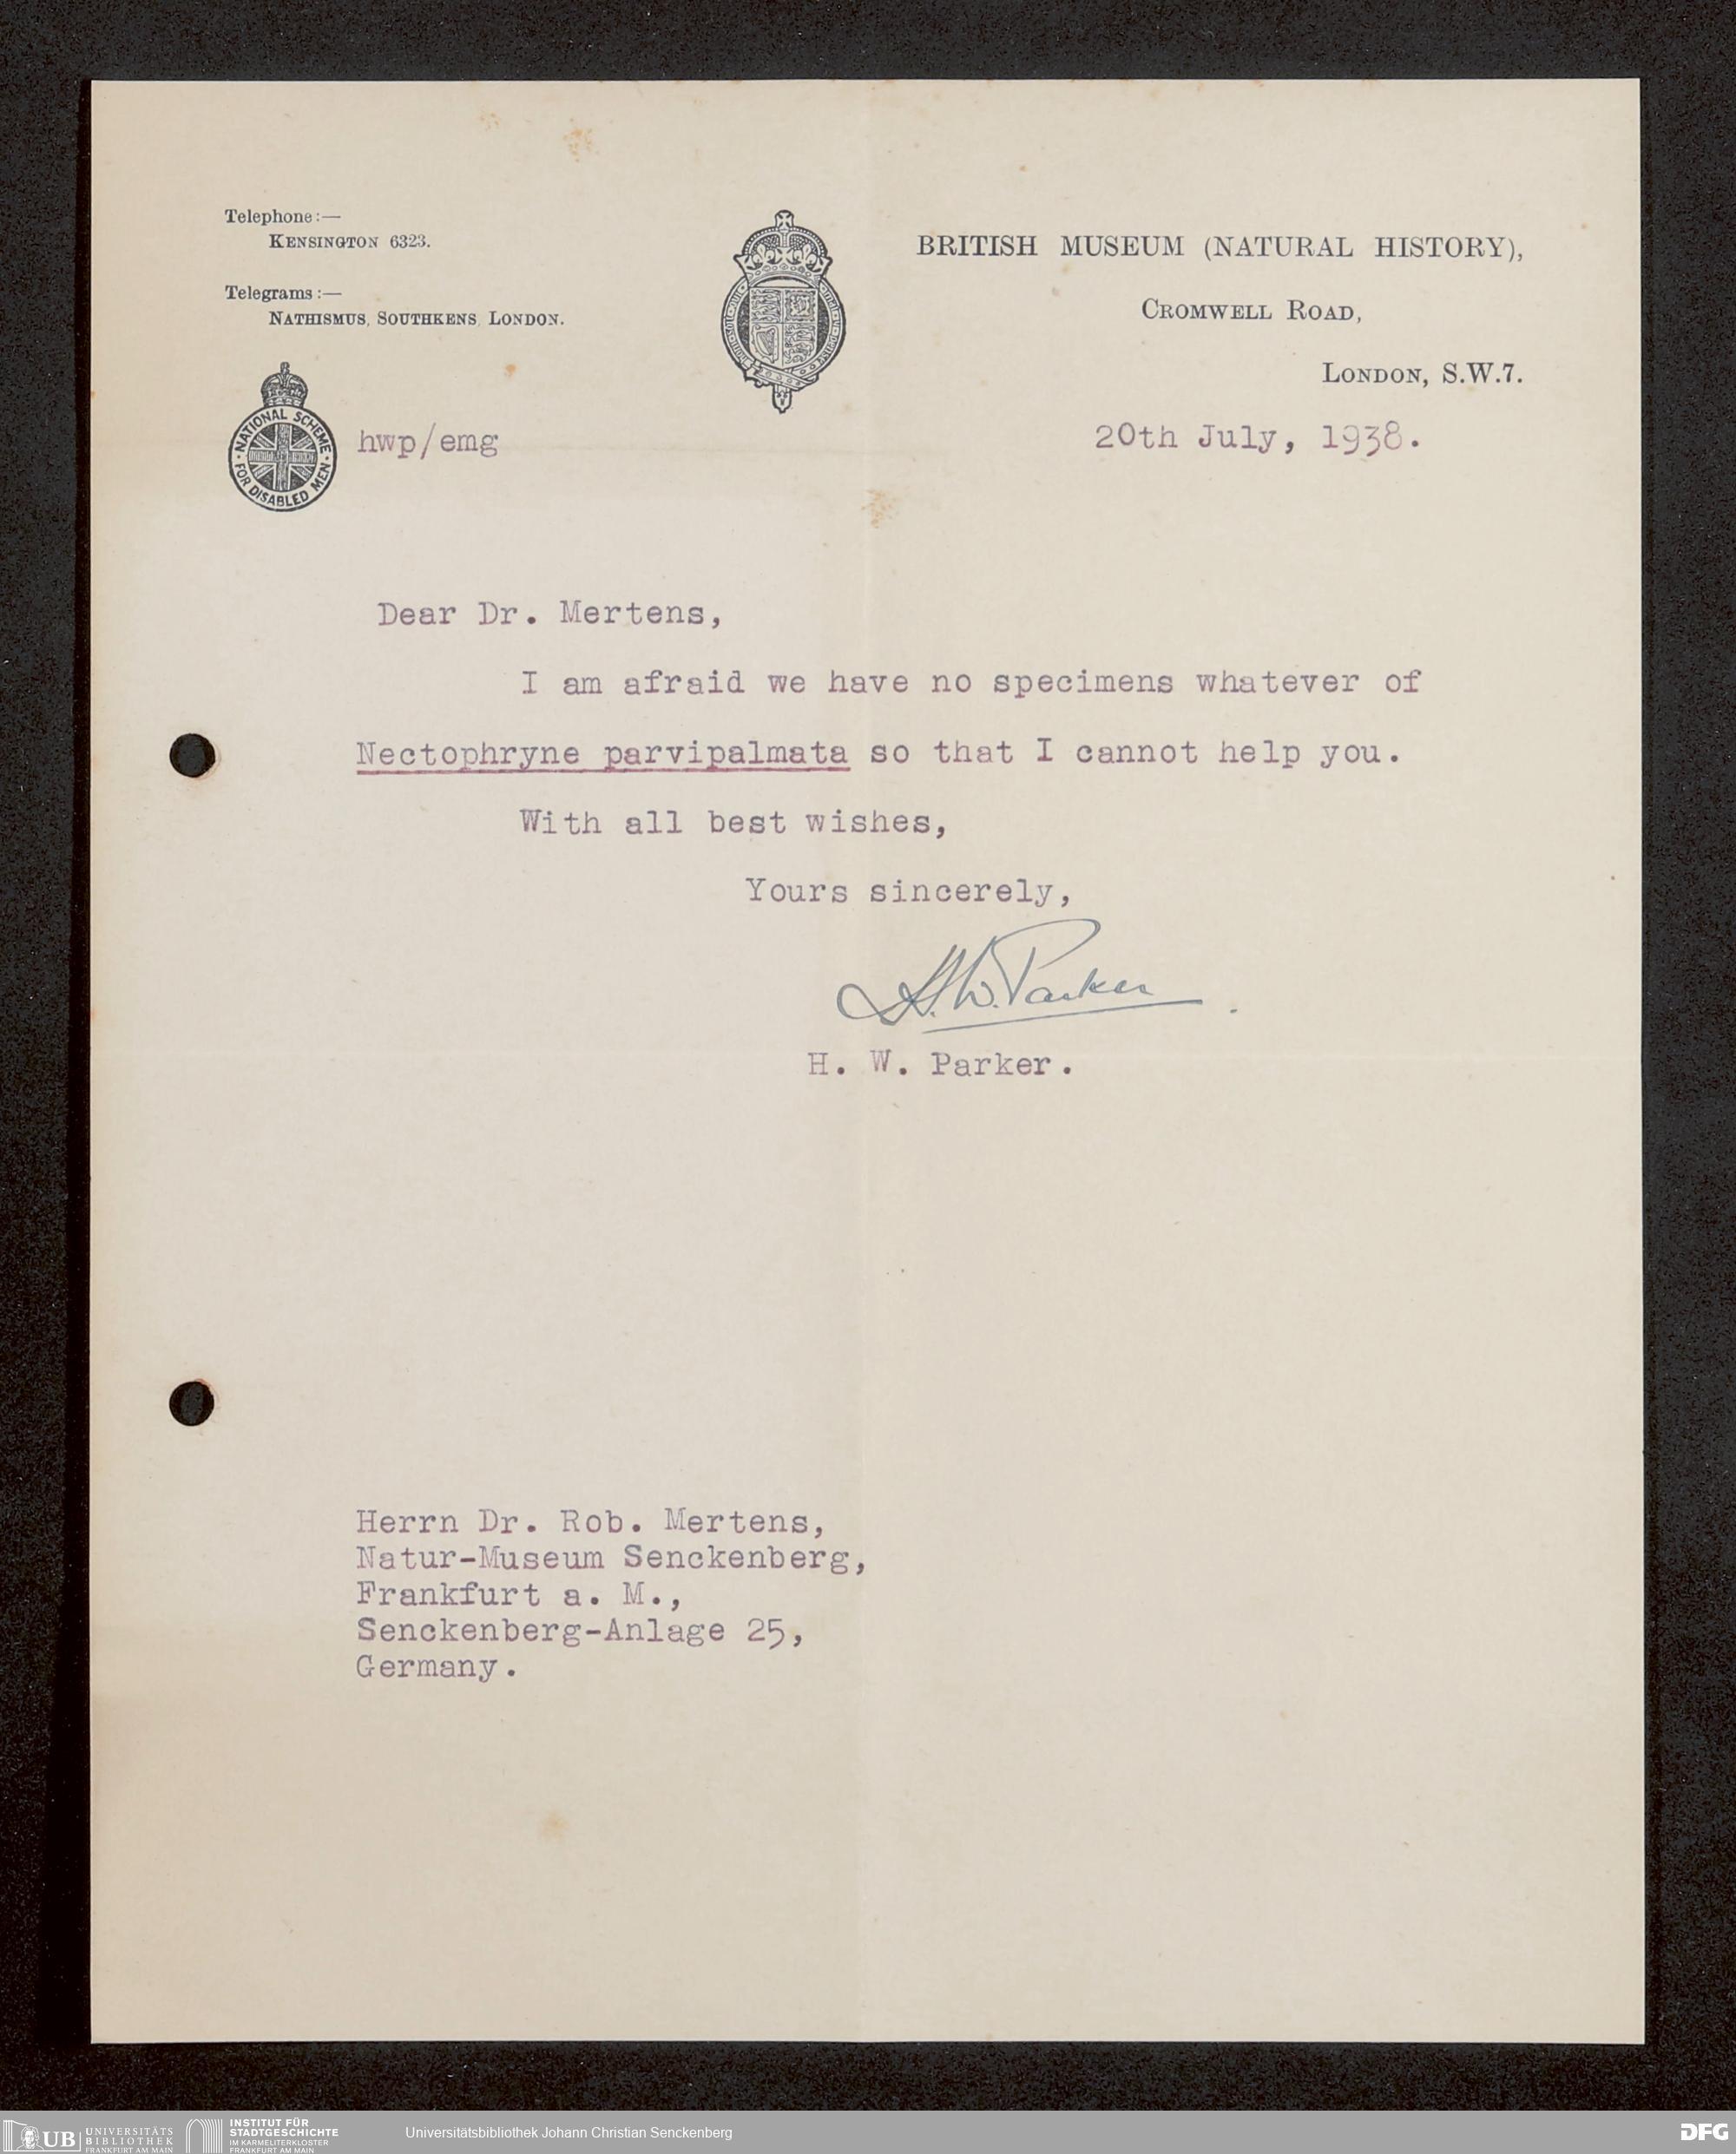 Telephone:—
KENSINGTON 6323.
Telegrams:—
NATHISMUS, SOUTHKENS, LONDON.
BRITISH MUSEUM (NATURAL HISTORY),
CROMWELL ROAD,
LONDON, S.W.7.
NATIONAL SCHEME
FOR DISABLED MEN
hwp/emg
20th July, 1938.
Dear Dr. Mertens,
I am afraid we have no specimens whatever of
Nectophryne parvipalmata so that I cannot help you.
With all best wishes,
Yours sincerely,
H.W. Parker
H. W. Parker.
Herrn Dr. Rob. Mertens,
Natur-Museum Senckenberg,
Frankfurt a. M.,
Senckenberg-Anlage 25,
Germany.
UB UNIVERSITÄTS
BIBLIOTHEK
FRANKFURT AM MAIN
INSTITUT FÜR
STADTGESCHICHTE
IM KARMELITERKLOSTER
FRANKFURT AM MAIN
Universitätsbibliothek Johann Christian Senckenberg
DFG